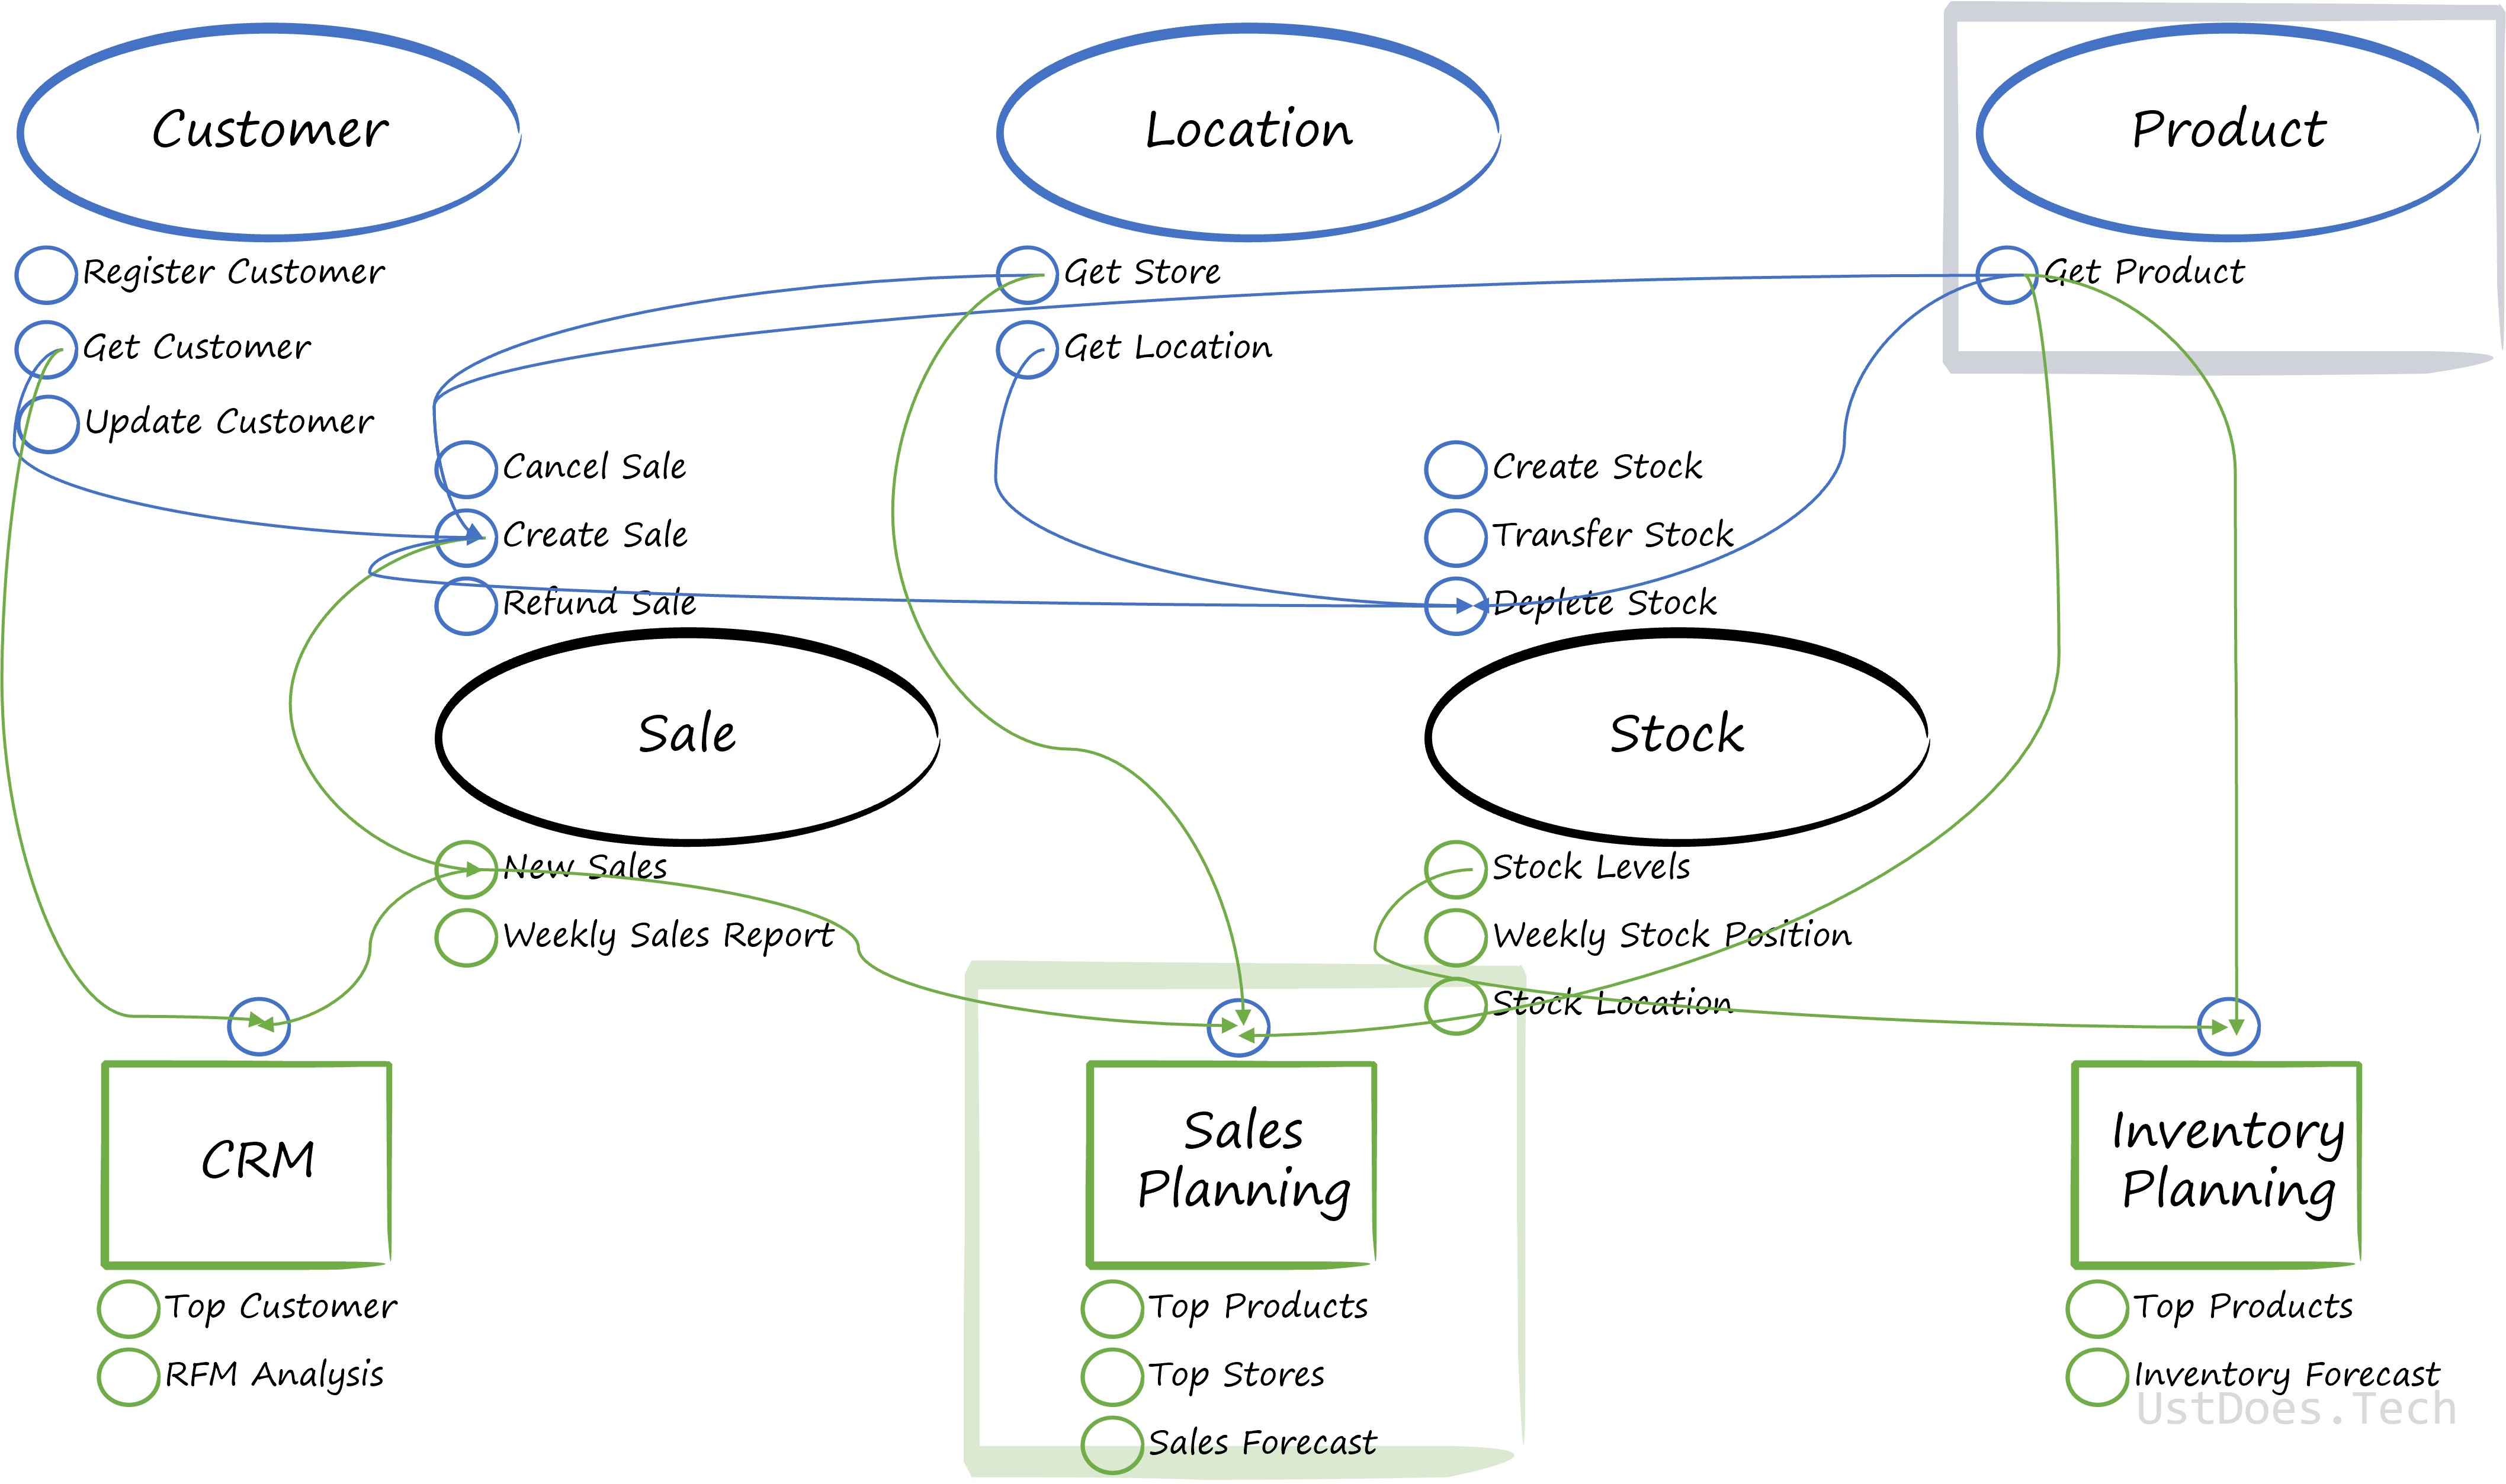 Customer
Location
Product
Register Customer
Get Customer
Update Customer
Get Store
Get Location
Get Product
Cancel Sale
Create Sale
Refund Sale
Create Stock
Transfer Stock
Deplete Stock
Sale
Stock
New Sales
Weekly Sales Report
Stock Levels
Weekly Stock Position
Stock Location
CRM
Sales
Planning
Inventory
Planning
Top Customer
RFM Analysis
Top Products
Top Stores
Sales Forecast
Top Products
Inventory Forecast
UstDoes.Tech